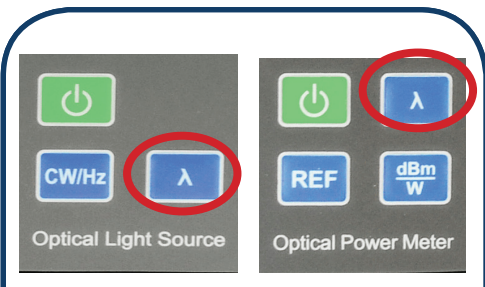 CW/Hz
λ
Optical Light Source
λ
REF
dBm
W
Optical Power Meter